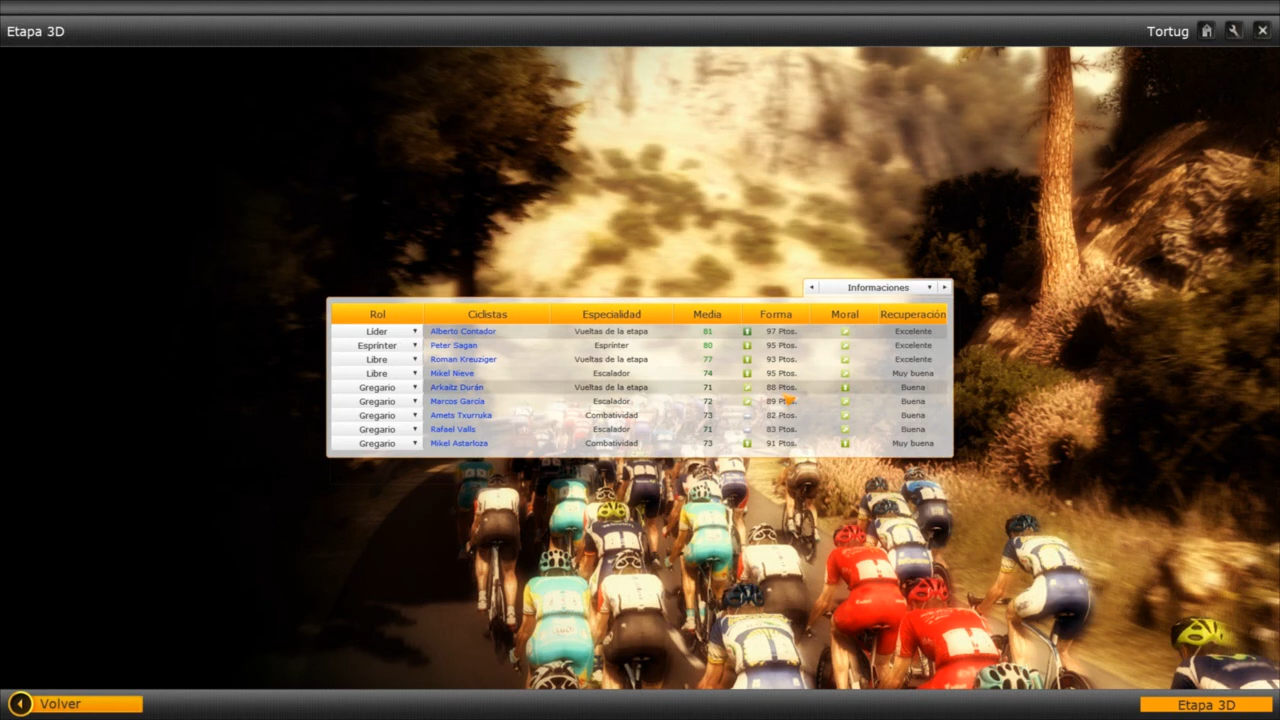 Etapa 3D
Tortug
Informaciones
Rol Ciclistas Especialidad Media Forma Moral Recuperación
Líder Alberto Contador Vueltas de la etapa 81 97 Ptos. Excelente
Esprínter Peter Sagan Esprínter 80 95 Ptos. Excelente
Libre Roman Kreuziger Vueltas de la etapa 77 93 Ptos. Excelente
Libre Mikel Nieve Escalador 74 95 Ptos. Muy buena
Gregario Arkaitz Durán Vueltas de la etapa 71 88 Ptos. Buena
Gregario Marcos García Escalador 72 89 Buena
Gregario Amets Txurruka Combatividad 73 82 Ptos. Buena
Gregario Rafael Valls Escalador 71 83 Ptos. Buena
Gregario Mikel Astarloza Combatividad 73 91 Ptos. Muy buena
Volver
Etapa 3D